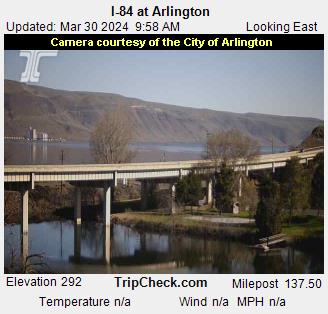 I-84 at Arlington
Updated: Mar 30 2024 9:58 AM Looking East
Camera courtesy of the City of Arlington
Elevation 292 TripCheck.com Milepost 137.50
Temperature n/a Wind n/a MPH n/a